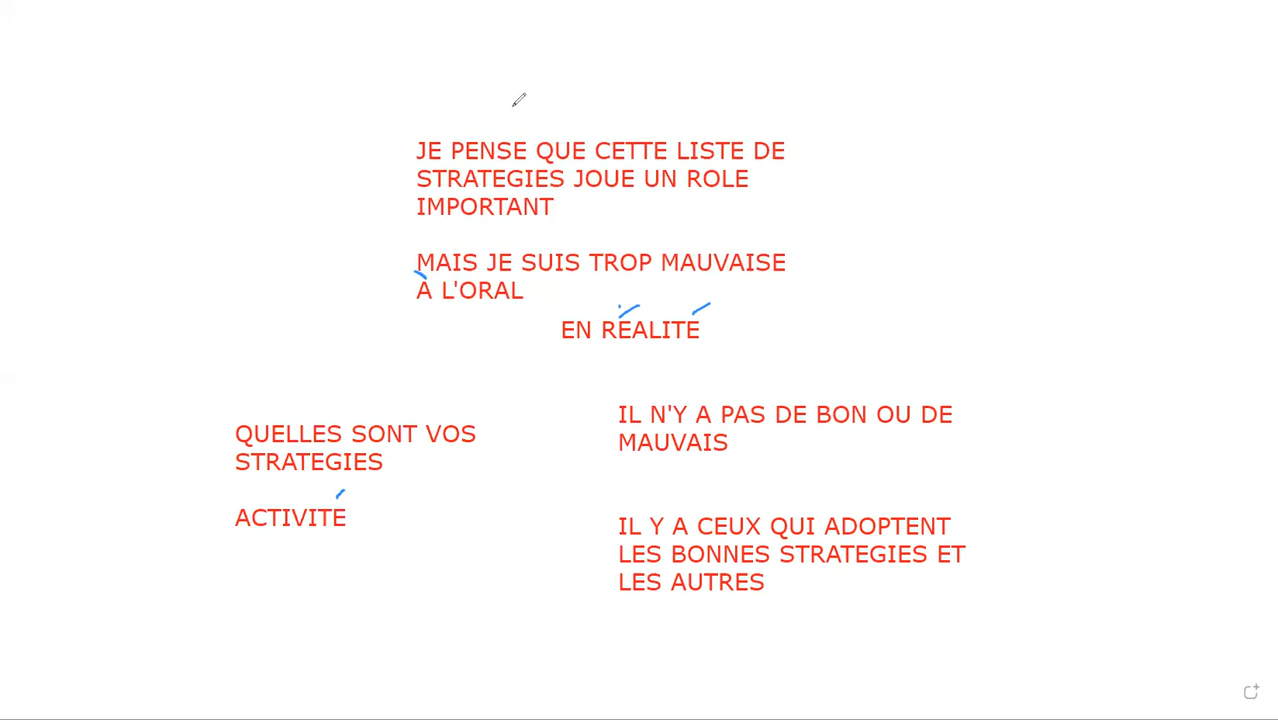 JE PENSE QUE CETTE LISTE DE
STRATEGIES JOUE UN ROLE
IMPORTANT
MAIS JE SUIS TROP MAUVAISE
À L'ORAL
EN RÉALITÉ
QUELLES SONT VOS
STRATEGIES
ACTIVITÉ
IL N'Y A PAS DE BON OU DE
MAUVAIS
IL Y A CEUX QUI ADOPTENT
LES BONNES STRATEGIES ET
LES AUTRES